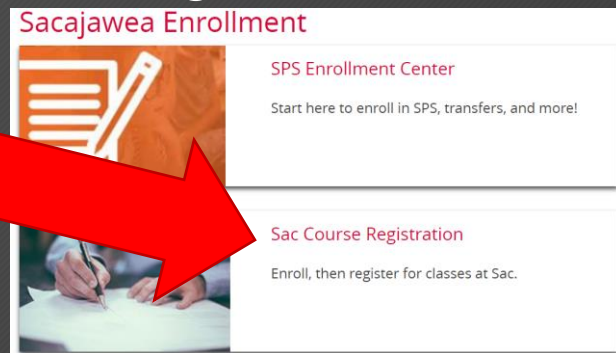 Sacajawea Enrollment
SPS Enrollment Center
Start here to enroll in SPS, transfers, and more!
Sac Course Registration
Enroll, then register for classes at Sac.